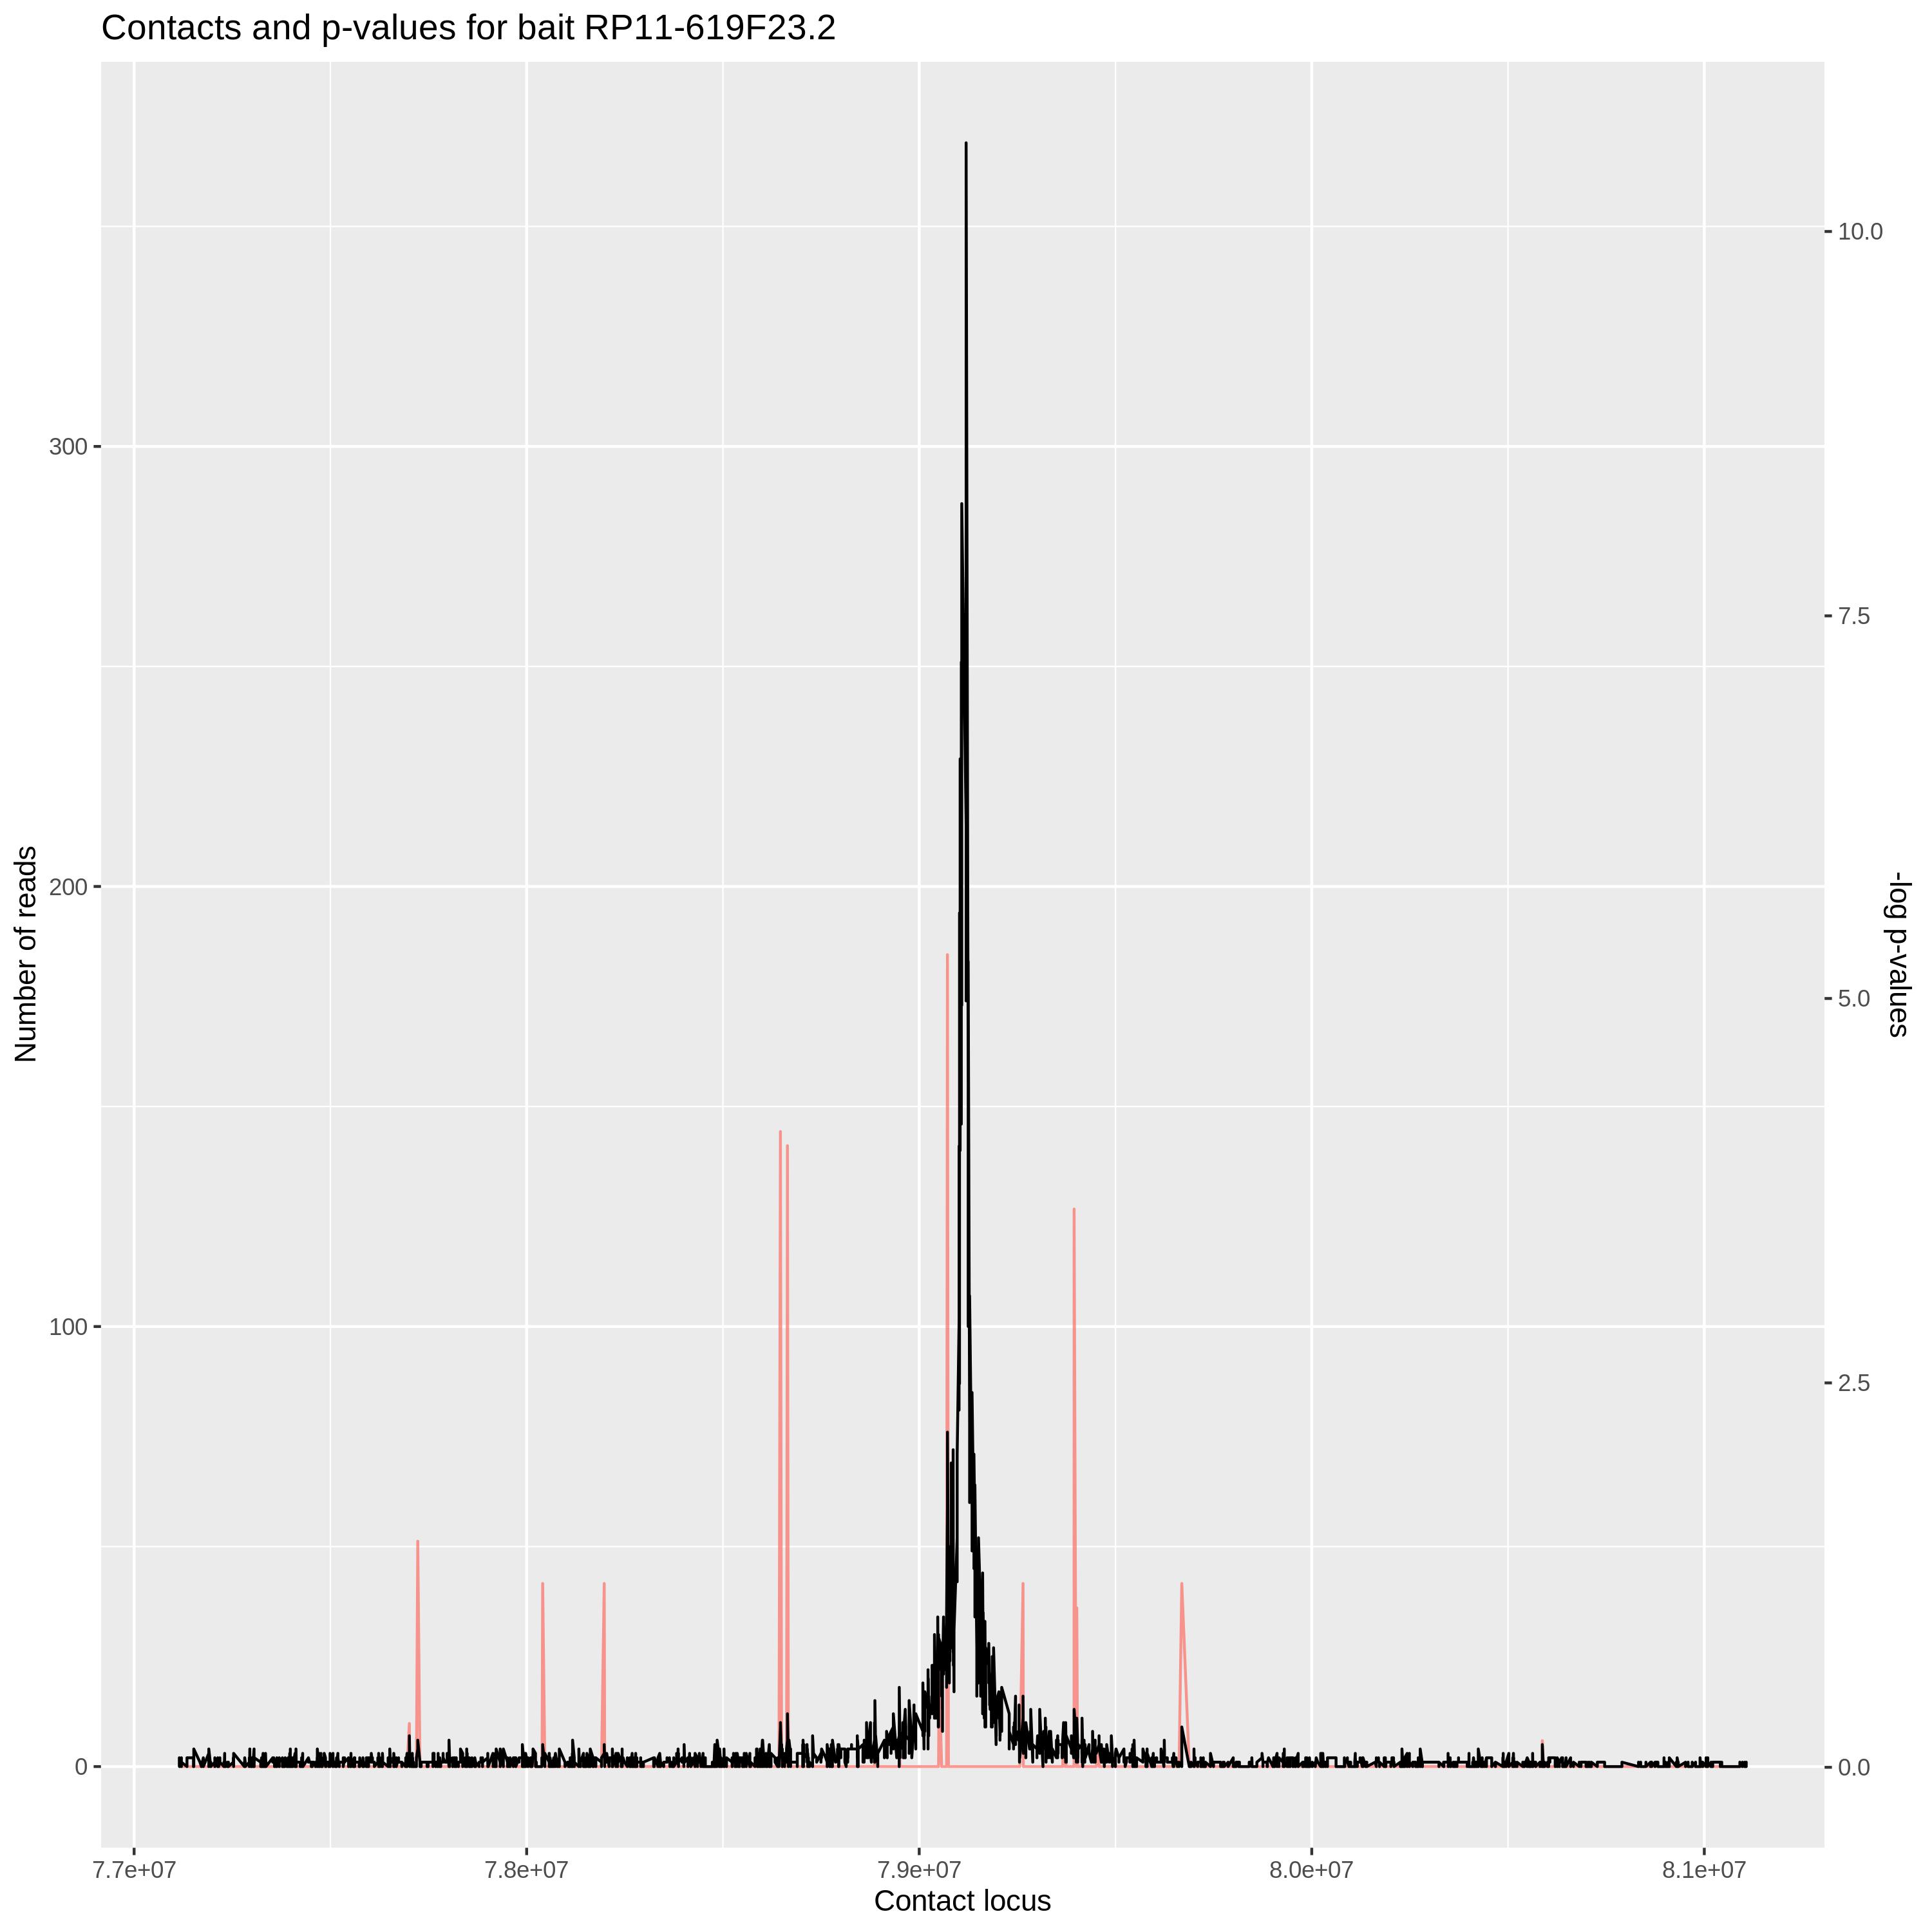 Contacts and p-values for bait RP11-619F23.2
300
200
100
0
Number of reads
10.0
7.5
5.0
2.5
0.0
-log p-values
7.7e+07 7.8e+07 7.9e+07 8.0e+07 8.1e+07
Contact locus